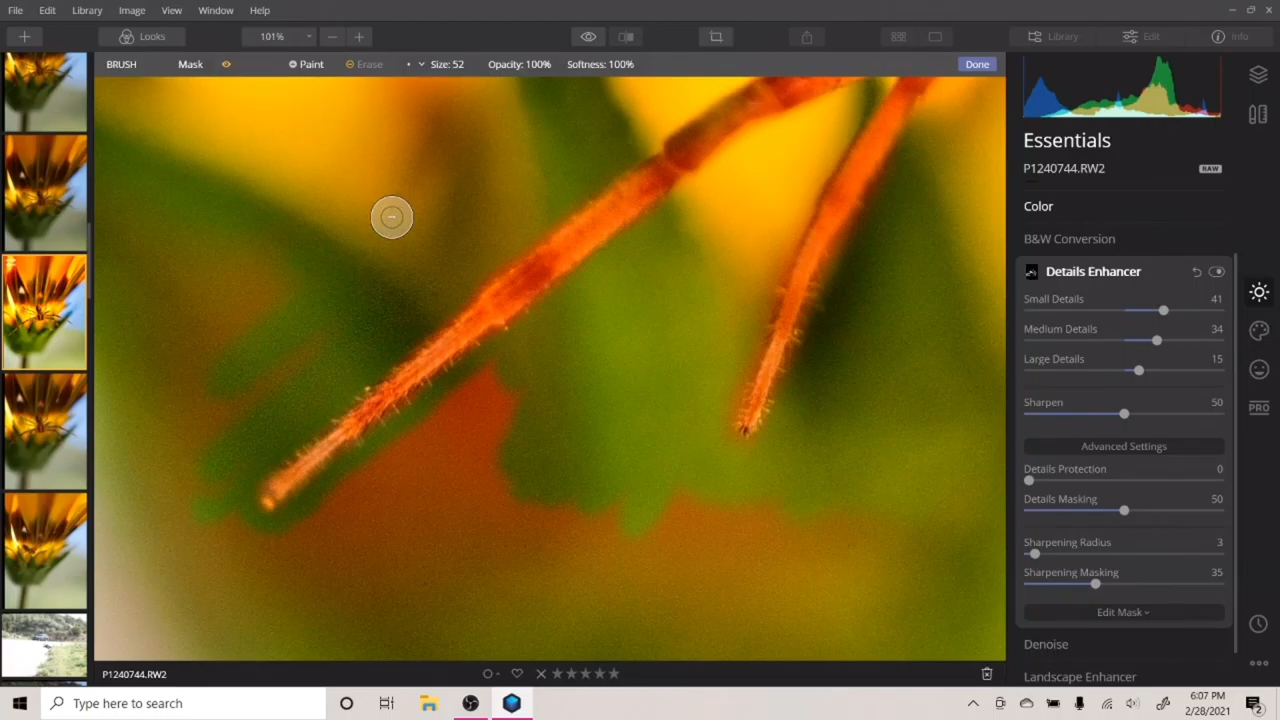 File Edit Library Image View Window Help
Looks 101% Library Edit Info
BRUSH Mask Paint Erase Size: 52 Opacity: 100% Softness: 100% Done
Essentials
P1240744.RW2 RAW
Color
B&W Conversion
Details Enhancer
Small Details 41
Medium Details 34
Large Details 15
Sharpen 50
Advanced Settings
Details Protection 0
Details Masking 50
Sharpening Radius 3
Sharpening Masking 35
Edit Mask
Denoise
Landscape Enhancer
PRO
P1240744.RW2
Type here to search
6:07 PM
2/28/2021
2